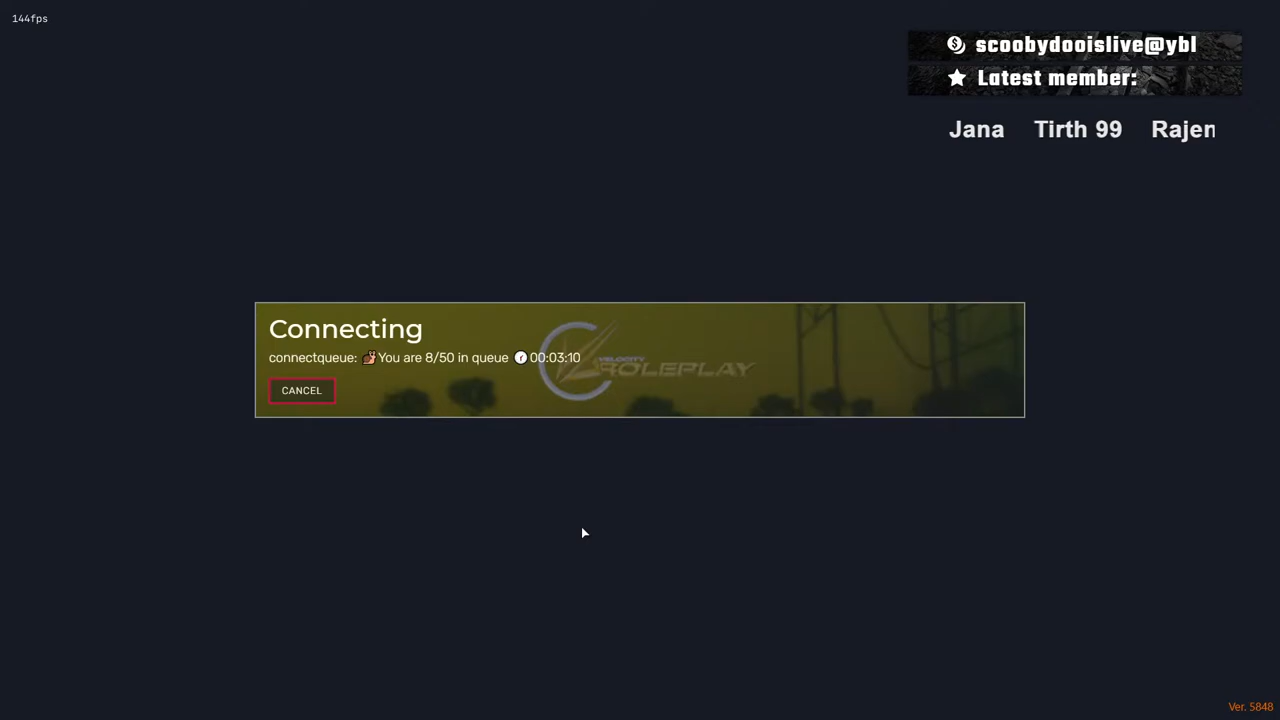 144fps
scoobydooislive@ybl
Latest member:
Jana Tirth 99 Rajen
Connecting
connectqueue: 🐌You are 8/50 in queue 🕜00:03:10
VELOCITY
ROLEPLAY
CANCEL
Ver. 5848